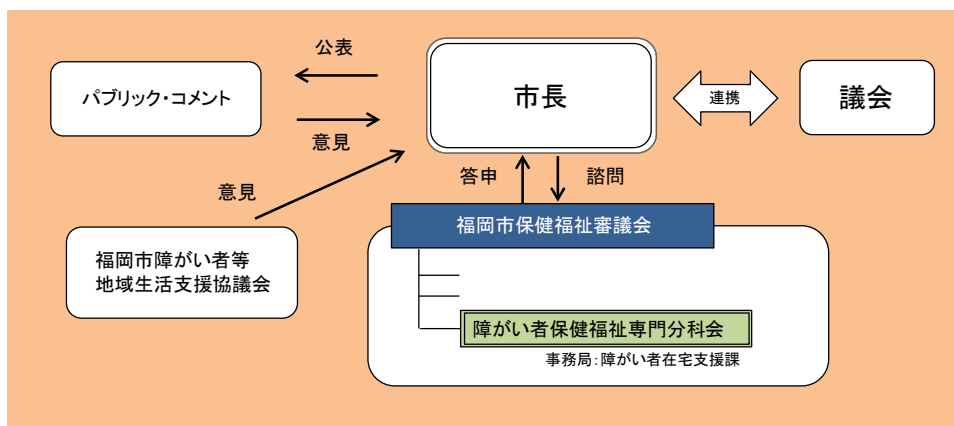 公表
パブリック・コメント
市長
連携
議会
意見
答申
諮問
意見
福岡市保健福祉審議会
福岡市障がい者等
地域生活支援協議会
障がい者保健福祉専門分科会
事務局：障がい者在宅支援課